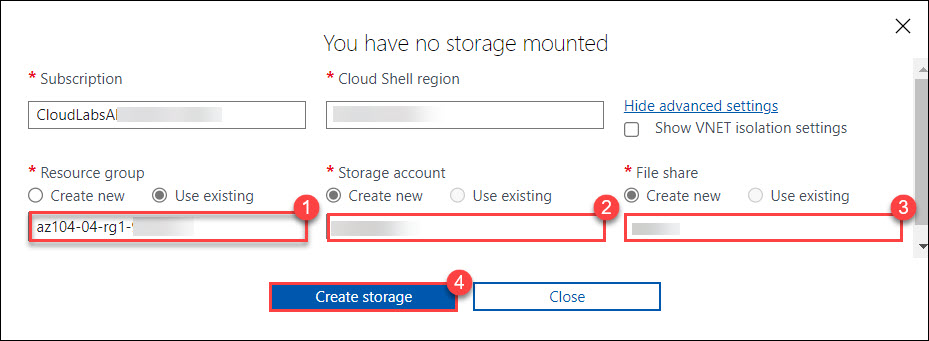 You have no storage mounted
* Subscription
* Cloud Shell region
CloudLabsAI
Hide advanced settings
Show VNET isolation settings
* Resource group
* Storage account
* File share
Create new Use existing
Create new Use existing
Create new Use existing
1
2
3
az104-04-rg1-
4
Create storage
Close